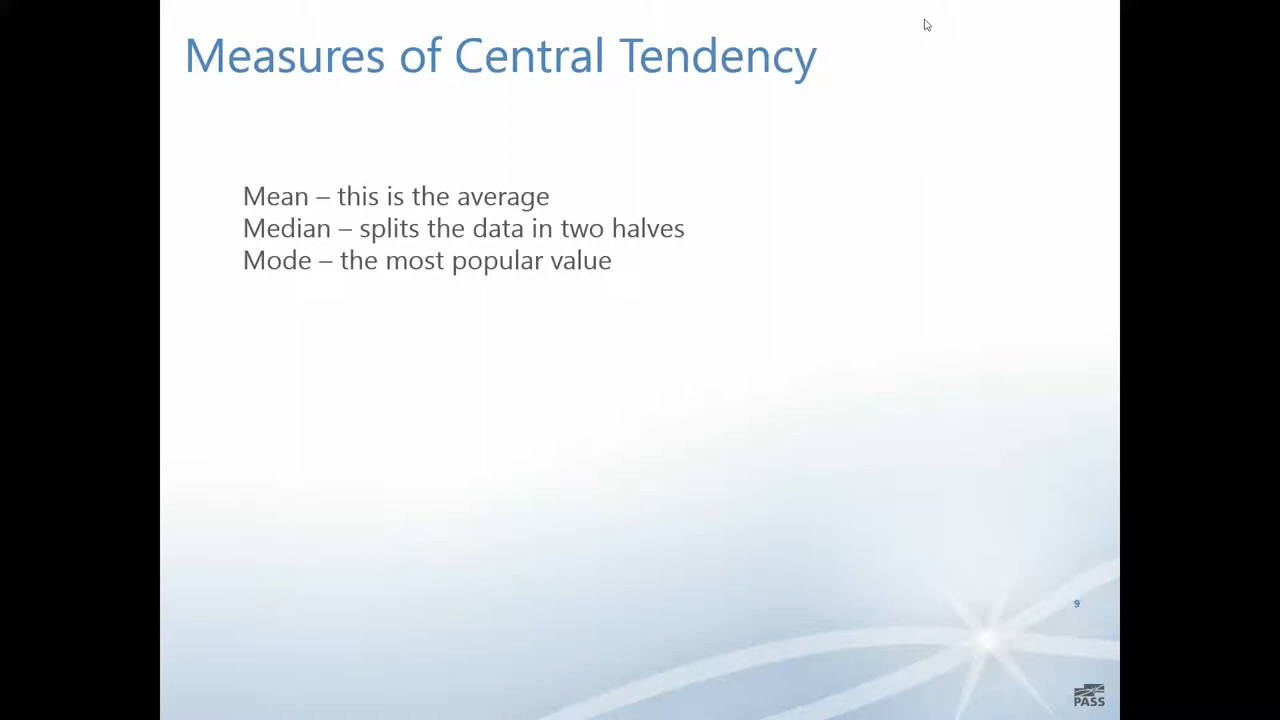 Measures of Central Tendency
Mean – this is the average
Median – splits the data in two halves
Mode – the most popular value
9
PASS